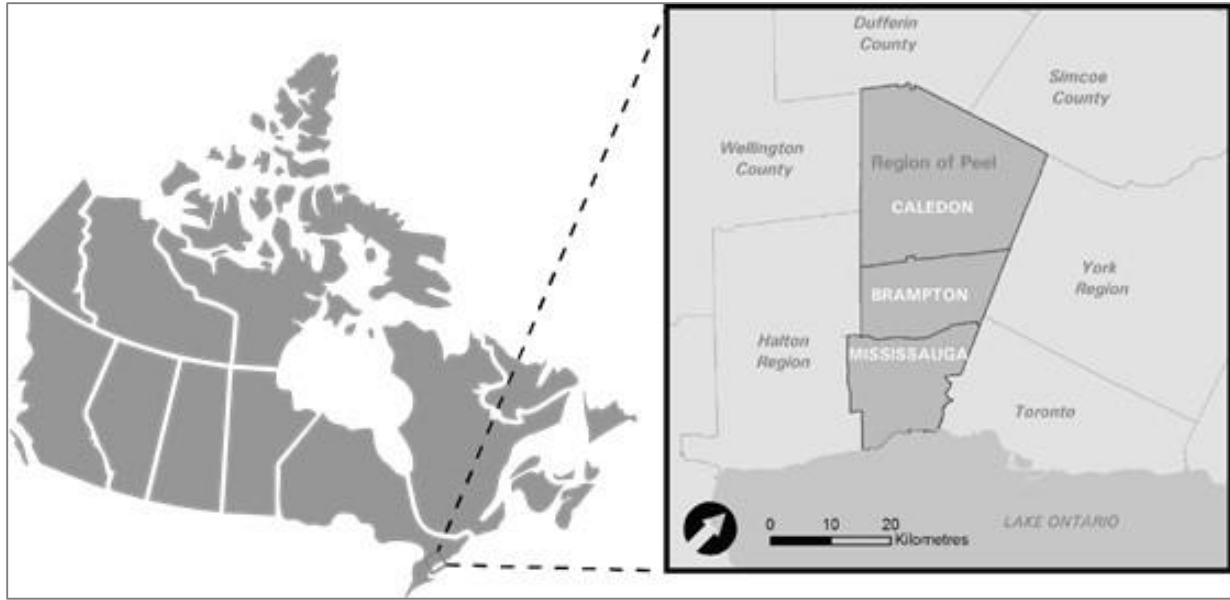 Dufferin
County
Simcoe
County
Wellington
County
Region of Peel
CALEDON
York
Region
BRAMPTON
Halton
Region
MISSISSAUGA
Toronto
LAKE ONTARIO
0 10 20
Kilometres